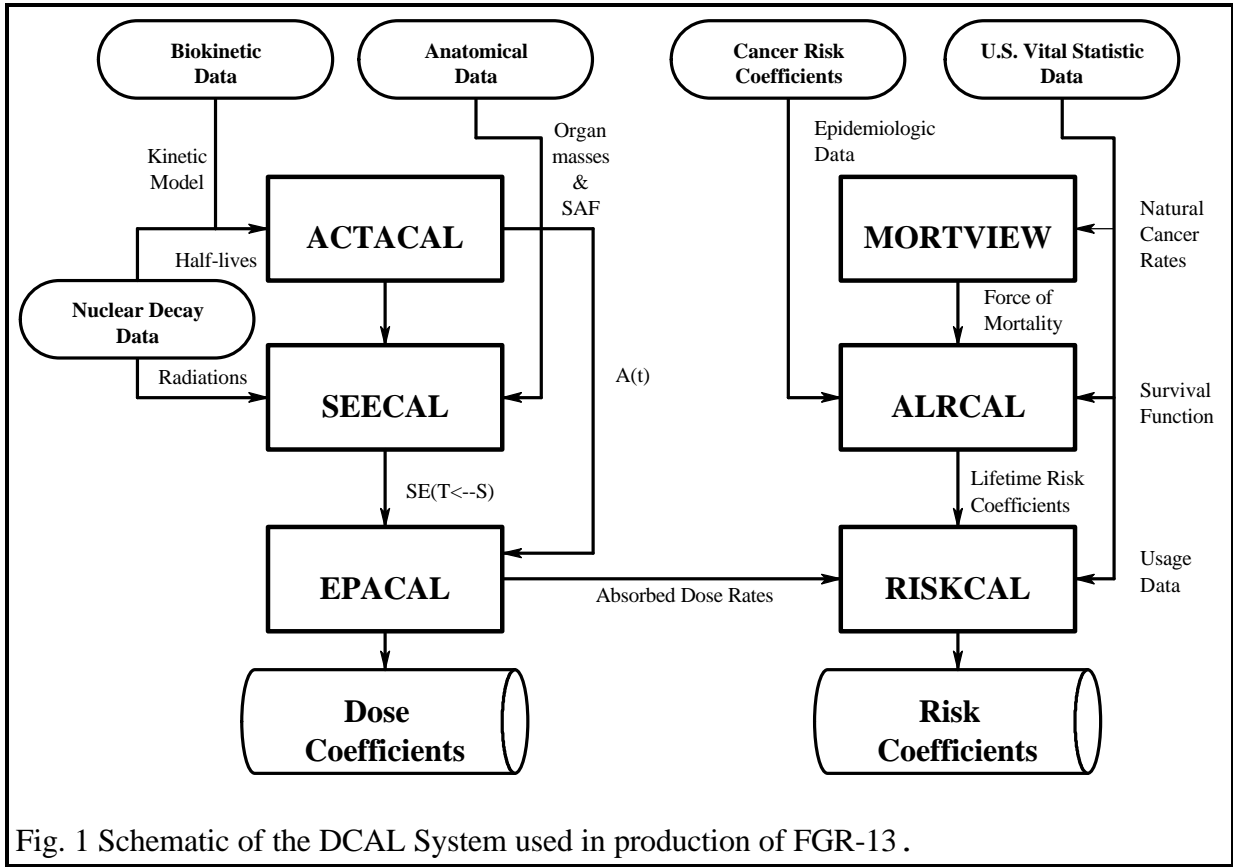 Biokinetic
Data
Anatomical
Data
Cancer Risk
Coefficients
U.S. Vital Statistic
Data
Kinetic
Model
Organ
masses
&
SAF
Epidemiologic
Data
ACTACAL
MORTVIEW
Natural
Cancer
Rates
Half-lives
Nuclear Decay
Data
Force of
Mortality
Radiations
SEECAL
A(t)
ALRCAL
Survival
Function
SE(T<--S)
Lifetime Risk
Coefficients
EPACAL
Absorbed Dose Rates
RISKCAL
Usage
Data
Dose
Coefficients
Risk
Coefficients
Fig. 1 Schematic of the DCAL System used in production of FGR-13.